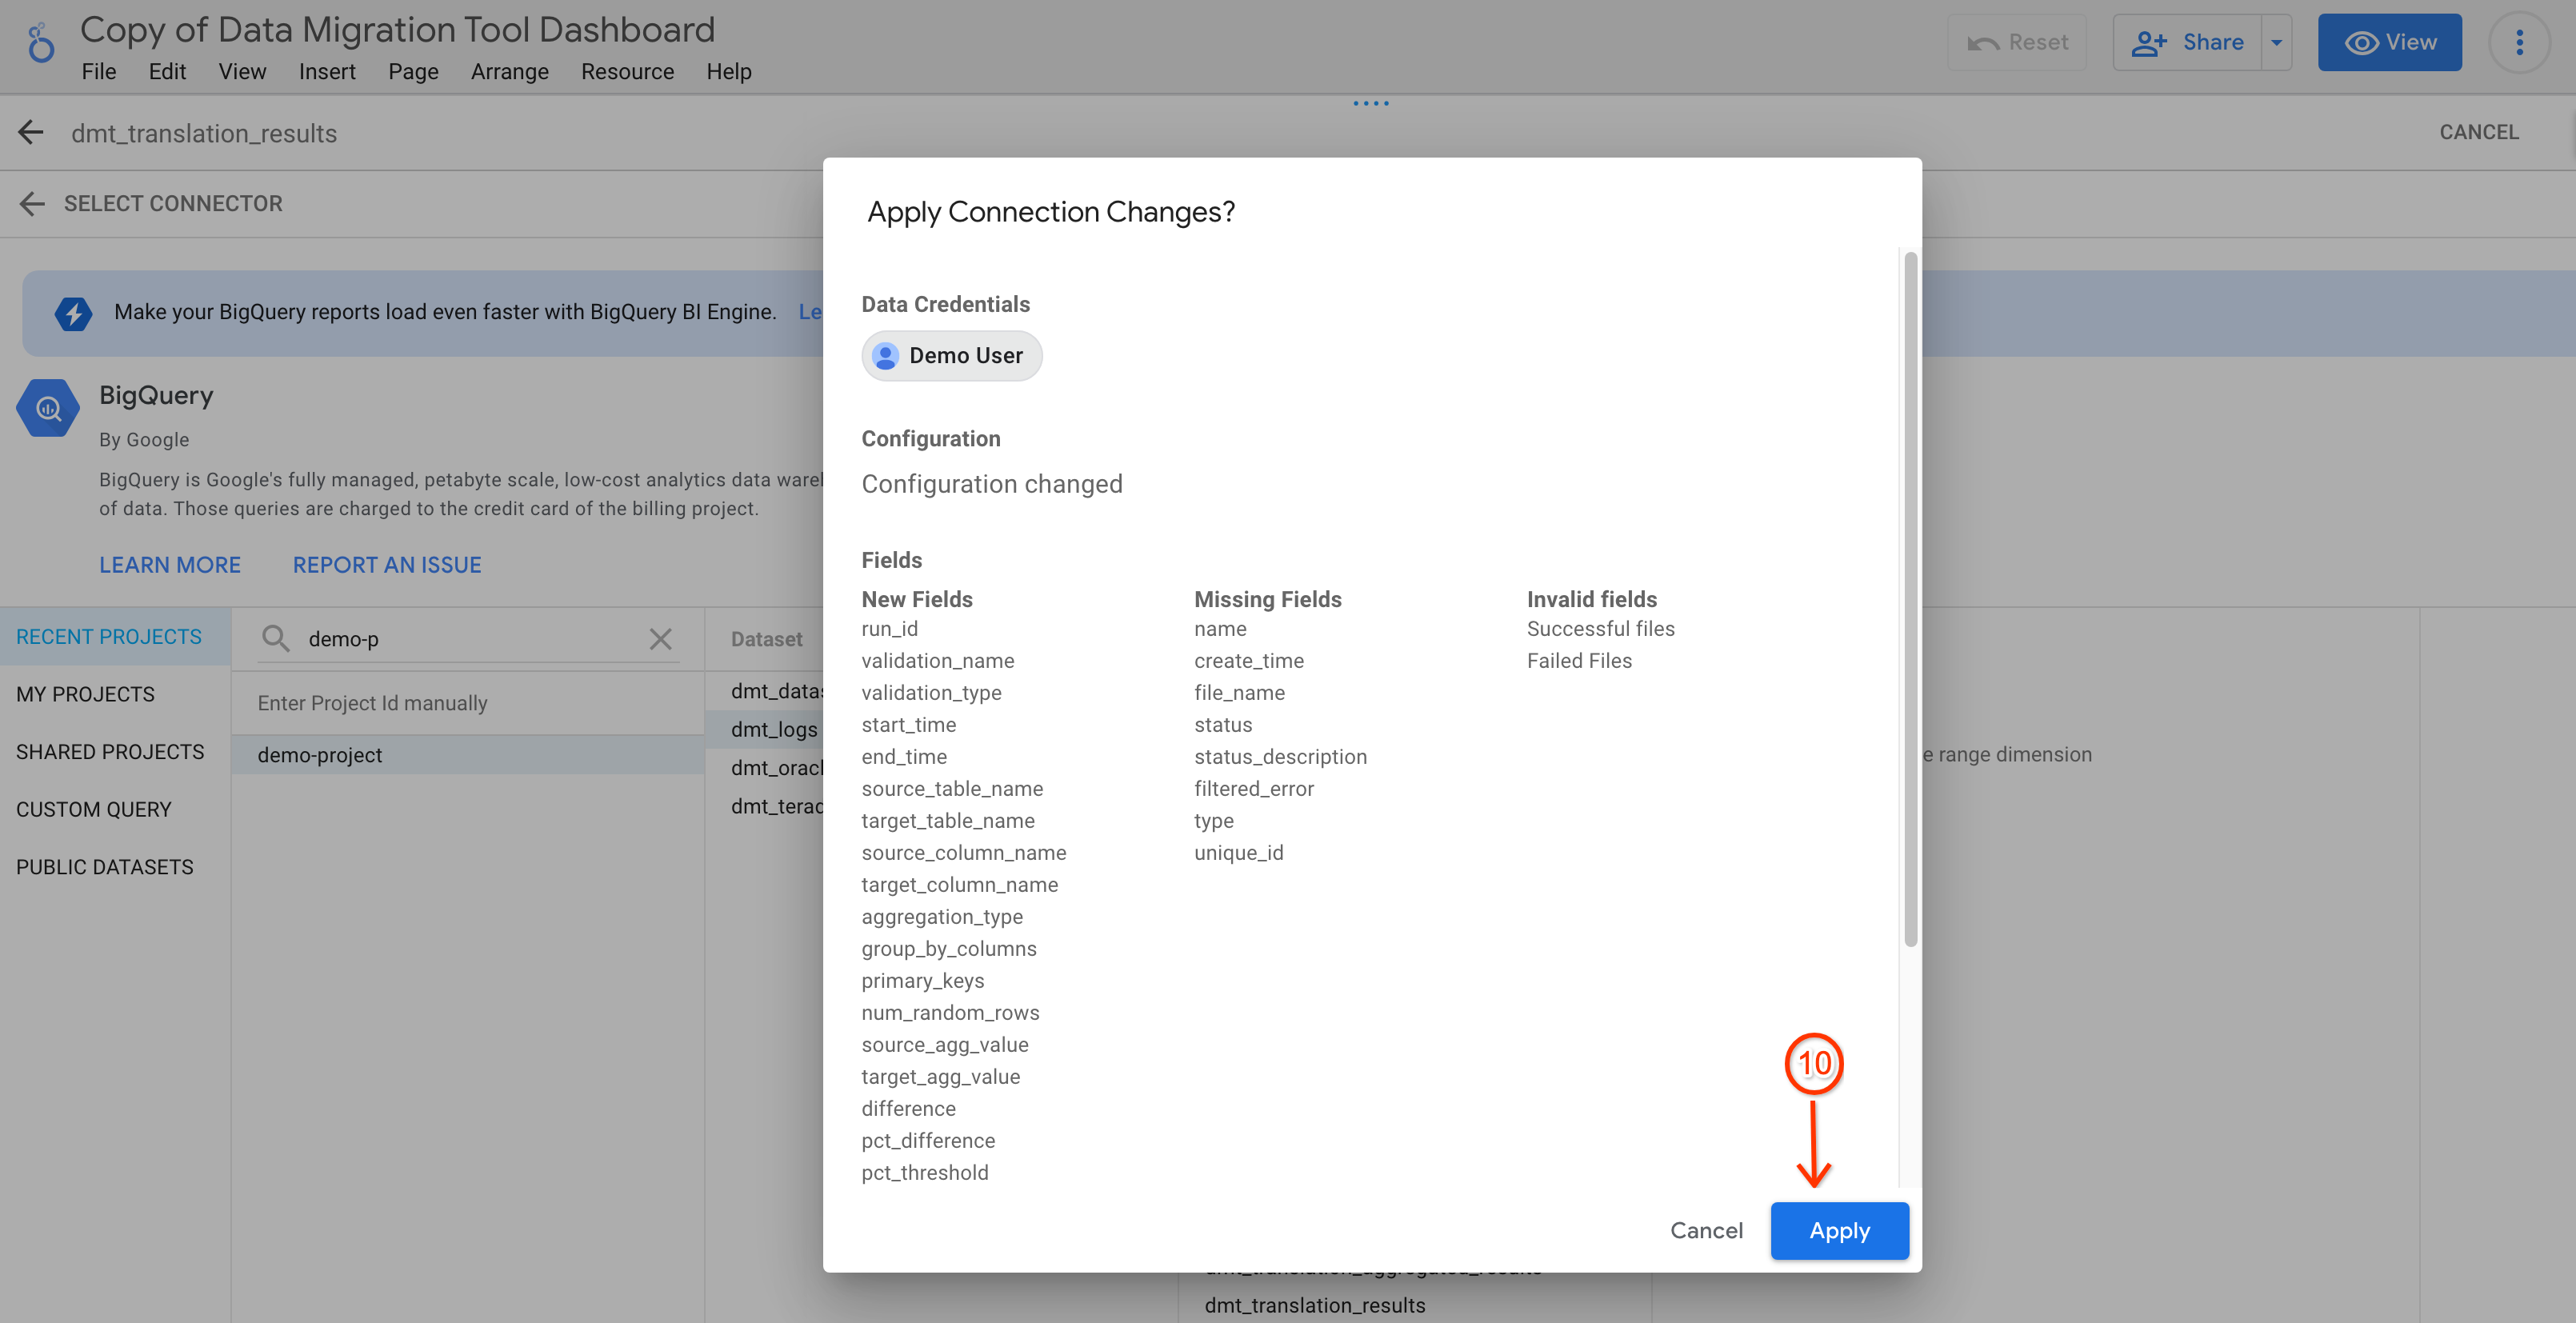 Copy of Data Migration Tool Dashboard
File Edit View Insert Page Arrange Resource Help
Reset Share View
dmt_translation_results
CANCEL
SELECT CONNECTOR
Make your BigQuery reports load even faster with BigQuery BI Engine. Le
BigQuery
By Google
BigQuery is Google's fully managed, petabyte scale, low-cost analytics data ware
of data. Those queries are charged to the credit card of the billing project.
LEARN MORE REPORT AN ISSUE
RECENT PROJECTS
MY PROJECTS
SHARED PROJECTS
CUSTOM QUERY
PUBLIC DATASETS
demo-p
Enter Project Id manually
demo-project
Dataset
dmt_datas
dmt_logs
dmt_oracl
dmt_terad
Apply Connection Changes?
Data Credentials
Demo User
Configuration
Configuration changed
Fields
New Fields
run_id
validation_name
validation_type
start_time
end_time
source_table_name
target_table_name
source_column_name
target_column_name
aggregation_type
group_by_columns
primary_keys
num_random_rows
source_agg_value
target_agg_value
difference
pct_difference
pct_threshold
Missing Fields
name
create_time
file_name
status
status_description
filtered_error
type
unique_id
Invalid fields
Successful files
Failed Files
10
Cancel Apply
e range dimension
dmt_translation_aggregated_results
dmt_translation_results